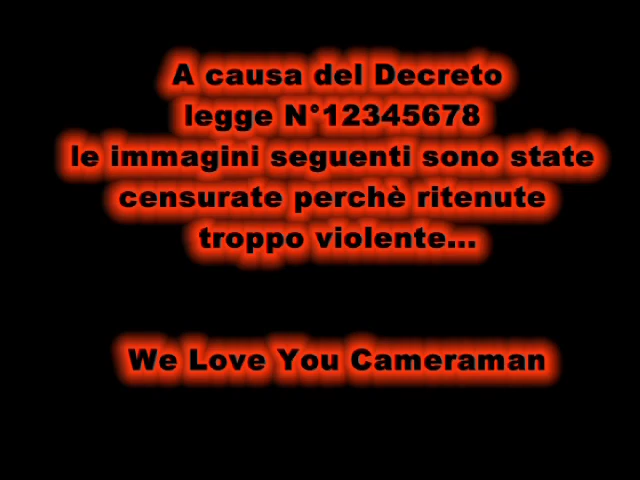 A causa del Decreto
legge N°12345678
le immagini seguenti sono state
censurate perchè ritenute
troppo violente...
We Love You Cameraman